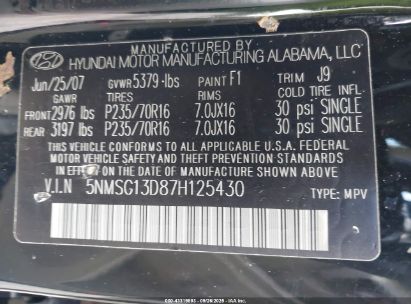 MANUFACTURED BY
HYUNDAI MOTOR MANUFACTURING ALABAMA, LLC
Jun/25/07 GVWR 5379-lbs PAINT F1 TRIM J9
GAWR TIRES RIMS COLD TIRE INFL.
FRONT 2976 lbs P235/70R16 7.0JX16 30 psi SINGLE
REAR 3197 lbs P235/70R16 7.0JX16 30 psi SINGLE
THIS VEHICLE CONFORMS TO ALL APPLICABLE U.S.A. FEDERAL
MOTOR VEHICLE SAFETY, BUMPER, AND THEFT PREVENTION
STANDARDS IN EFFECT ON THE DATE OF MANUFACTURE SHOWN ABOVE.
V.I.N 5NMSG13D87H125430 TYPE: MPV